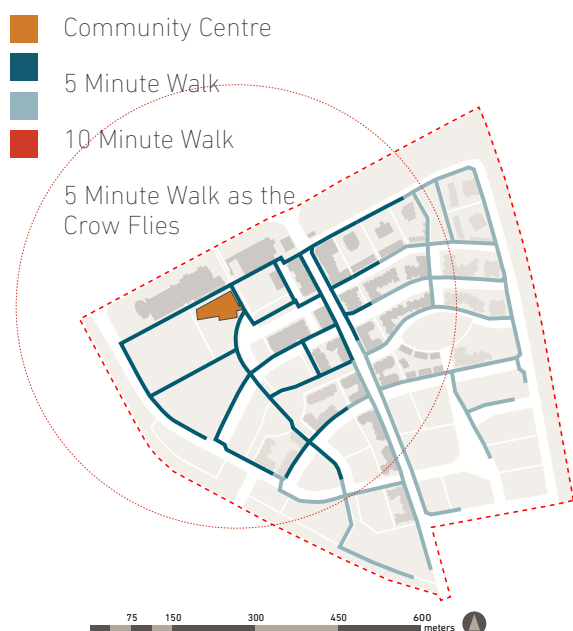 Community Centre
5 Minute Walk
10 Minute Walk
5 Minute Walk as the
Crow Flies
75 150 300 450 600
meters